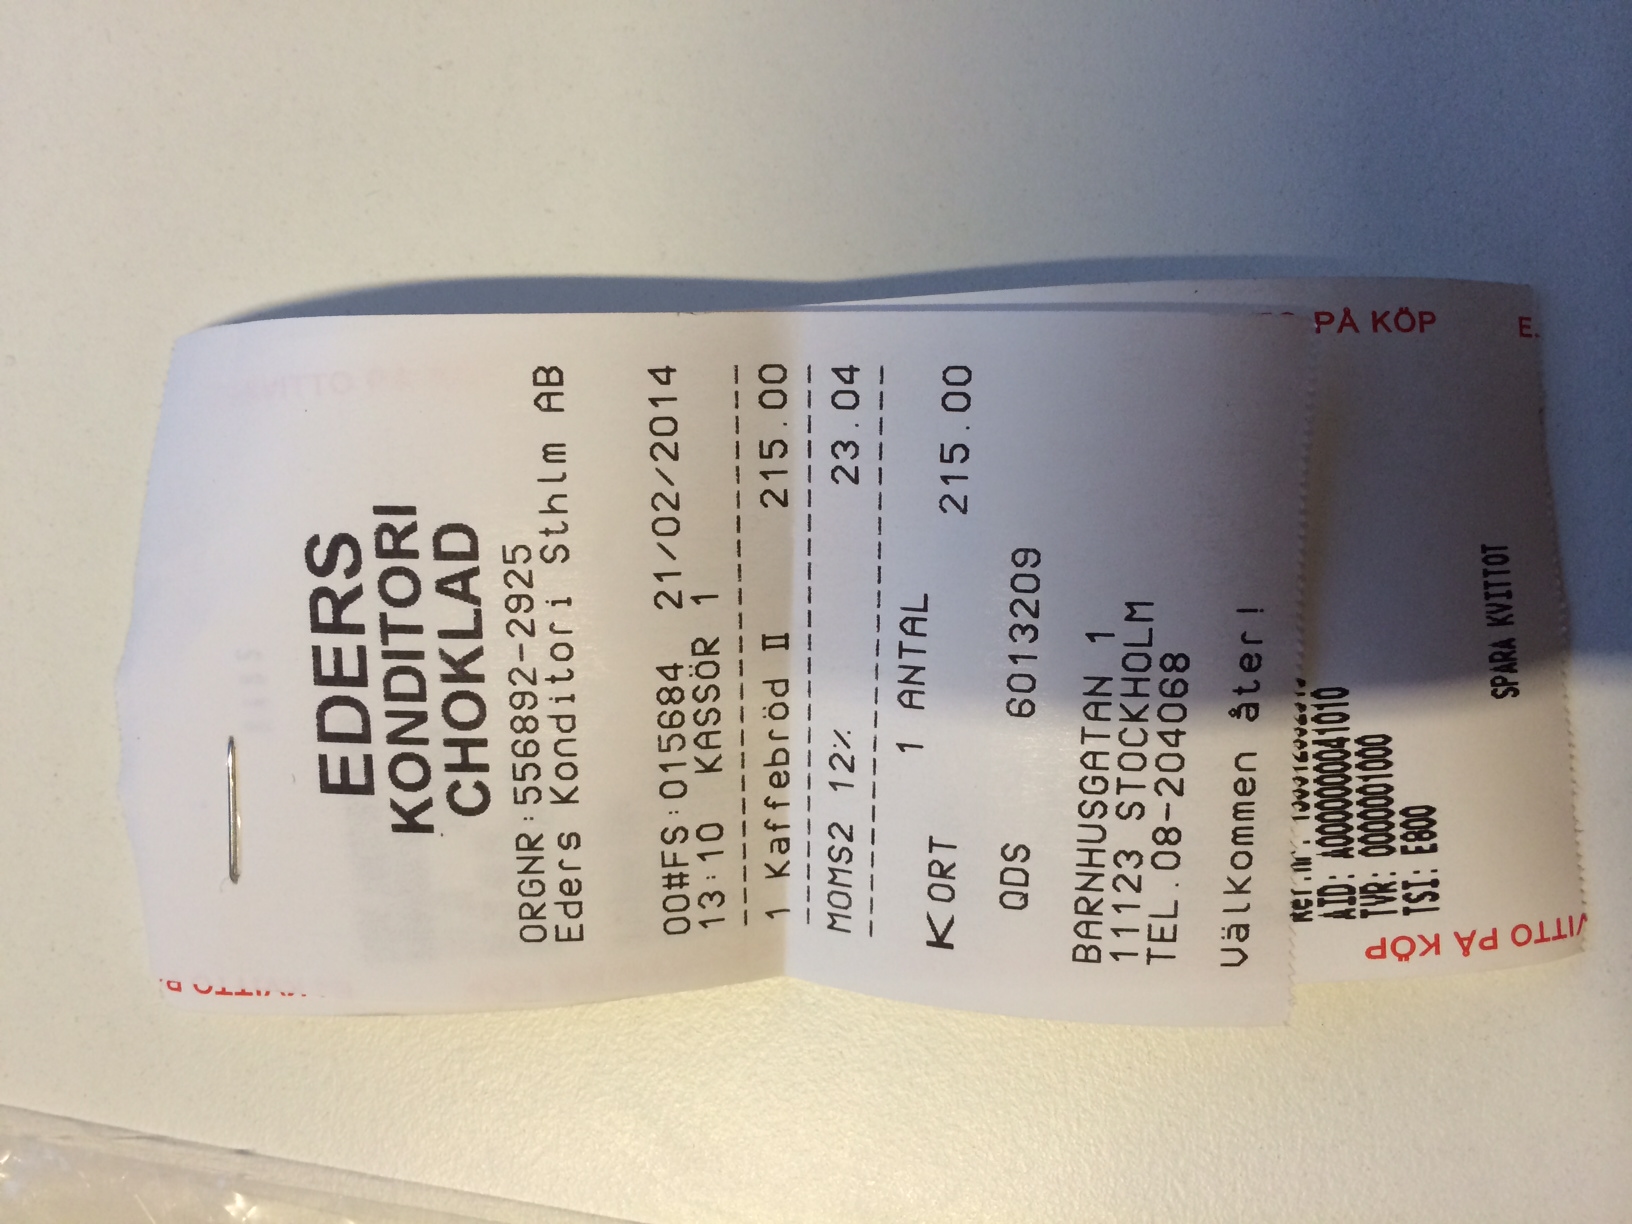 EDERS
KONDITORI
CHOKLAD
ORGNR:556892-2925
Eders Konditori Sthlm AB
00#FS:015684 21/02/2014
13:10 KASSÖR 1
1 Kaffebröd II 215.00
MOMS2 12% 23.04
1 ANTAL
KORT 215.00
QDS 6013209
BARNHUSGATAN 1
11123 STOCKHOLM
TEL.08-204068
Välkommen åter!
Ref.nr:
AID: A0000000041010
TVR: 0000001000
TSI: E800
SPARA KVITTOT
PÅ KÖP
PÅ KÖP